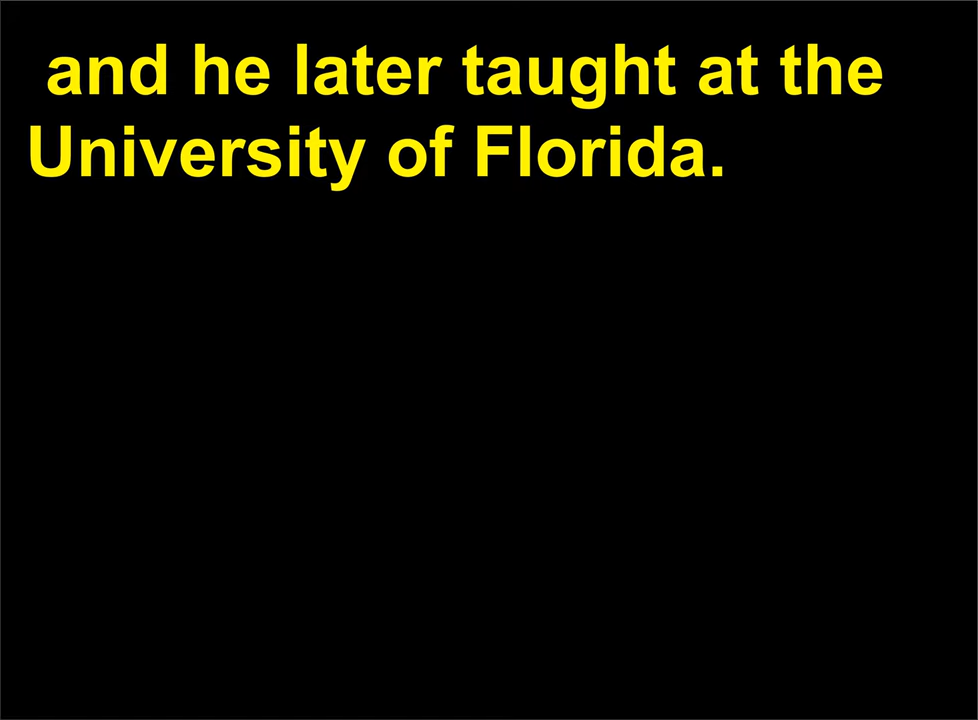 and he later taught at the
University of Florida.